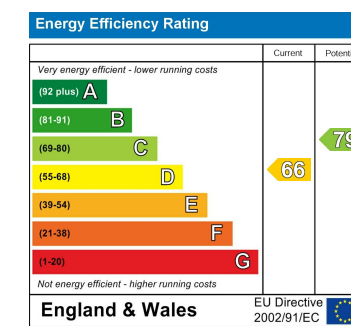 Energy Efficiency Rating
Current
Very energy efficient - lower running costs
(92 plus) A
(81-91) B
(69-80) C
79
(55-68) D
66
(39-54) E
(21-38) F
(1-20) G
Not energy efficient - higher running costs
England & Wales
EU Directive
2002/91/EC